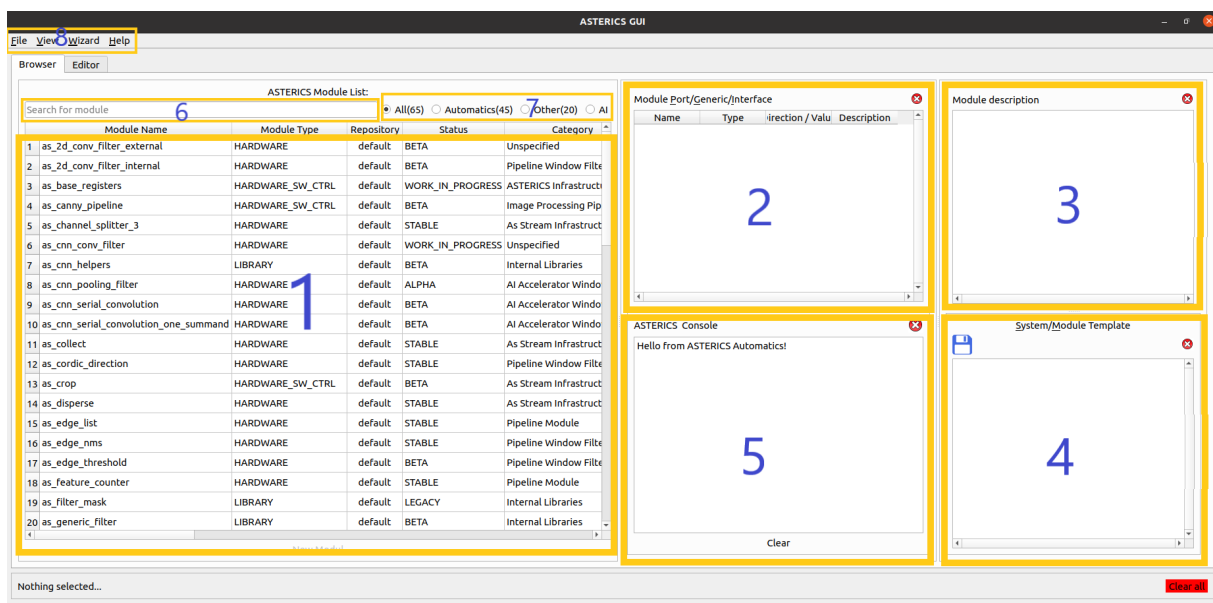 ASTERICS GUI
File View Wizard Help
8
Browser Editor
ASTERICS Module List:
Search for module
6
All(65) Automatics(45) Other(20) AI
7
Module Name Module Type Repository Status Category
1 as_2d_conv_filter_external HARDWARE default BETA Unspecified
2 as_2d_conv_filter_internal HARDWARE default BETA Pipeline Window Filte
3 as_base_registers HARDWARE_SW_CTRL default WORK_IN_PROGRESS ASTERICS Infrastructu
4 as_canny_pipeline HARDWARE_SW_CTRL default BETA Image Processing Pip
5 as_channel_splitter_3 HARDWARE default STABLE As Stream Infrastruct
6 as_cnn_conv_filter HARDWARE default WORK_IN_PROGRESS Unspecified
7 as_cnn_helpers LIBRARY default BETA Internal Libraries
8 as_cnn_pooling_filter HARDWARE default ALPHA AI Accelerator Windo
9 as_cnn_serial_convolution HARDWARE default BETA AI Accelerator Windo
10 as_cnn_serial_convolution_one_summand HARDWARE default BETA AI Accelerator Windo
11 as_collect HARDWARE default STABLE As Stream Infrastruct
12 as_cordic_direction HARDWARE default STABLE Pipeline Window Filte
13 as_crop HARDWARE_SW_CTRL default BETA As Stream Infrastruct
14 as_disperse HARDWARE default STABLE As Stream Infrastruct
15 as_edge_list HARDWARE default STABLE Pipeline Module
16 as_edge_nms HARDWARE default STABLE Pipeline Window Filte
17 as_edge_threshold HARDWARE default BETA Pipeline Window Filte
18 as_feature_counter HARDWARE default STABLE Pipeline Module
19 as_filter_mask LIBRARY default LEGACY Internal Libraries
20 as_generic_filter LIBRARY default BETA Internal Libraries
1
Module Port/Generic/Interface
Name Type irection / Valu Description
2
Module description
3
ASTERICS Console
Hello from ASTERICS Automatics!
5
Clear
System/Module Template
4
Nothing selected...
Clear all